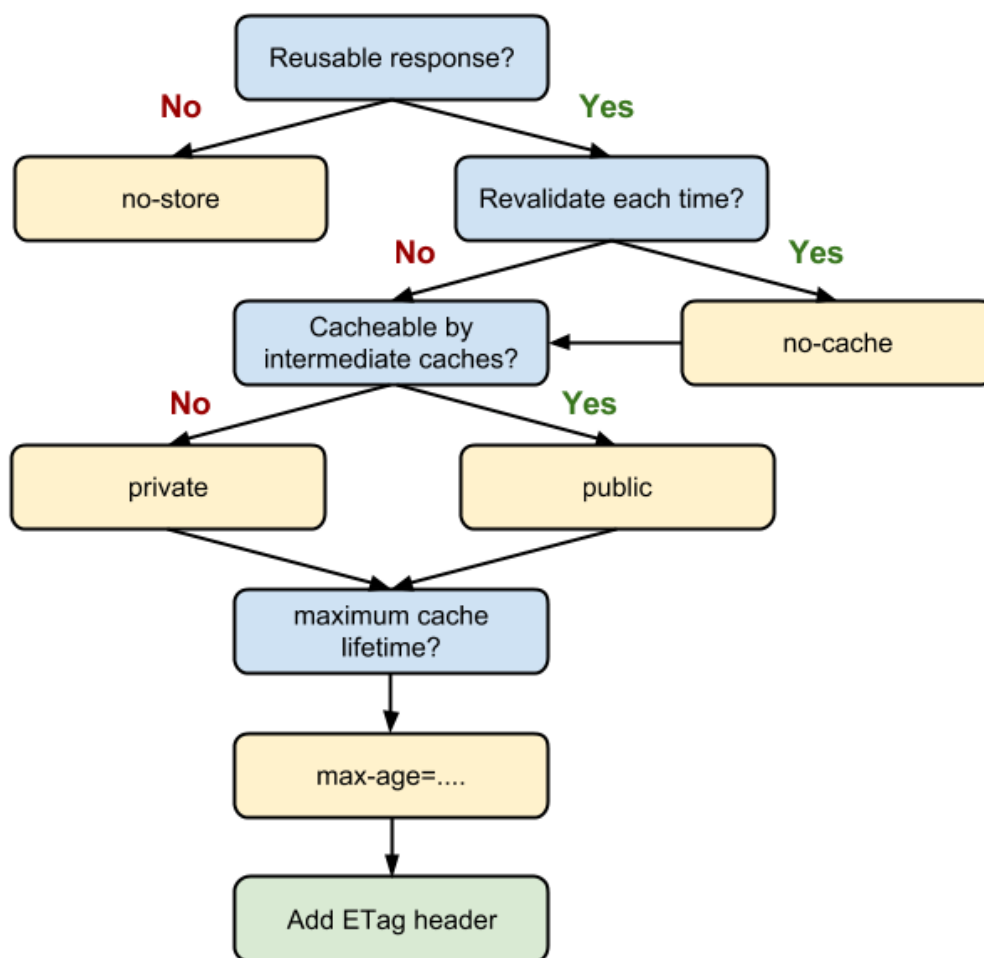 Reusable response?
No
Yes
no-store
Revalidate each time?
No
Yes
Cacheable by
intermediate caches?
no-cache
No
Yes
private
public
maximum cache
lifetime?
max-age=....
Add ETag header